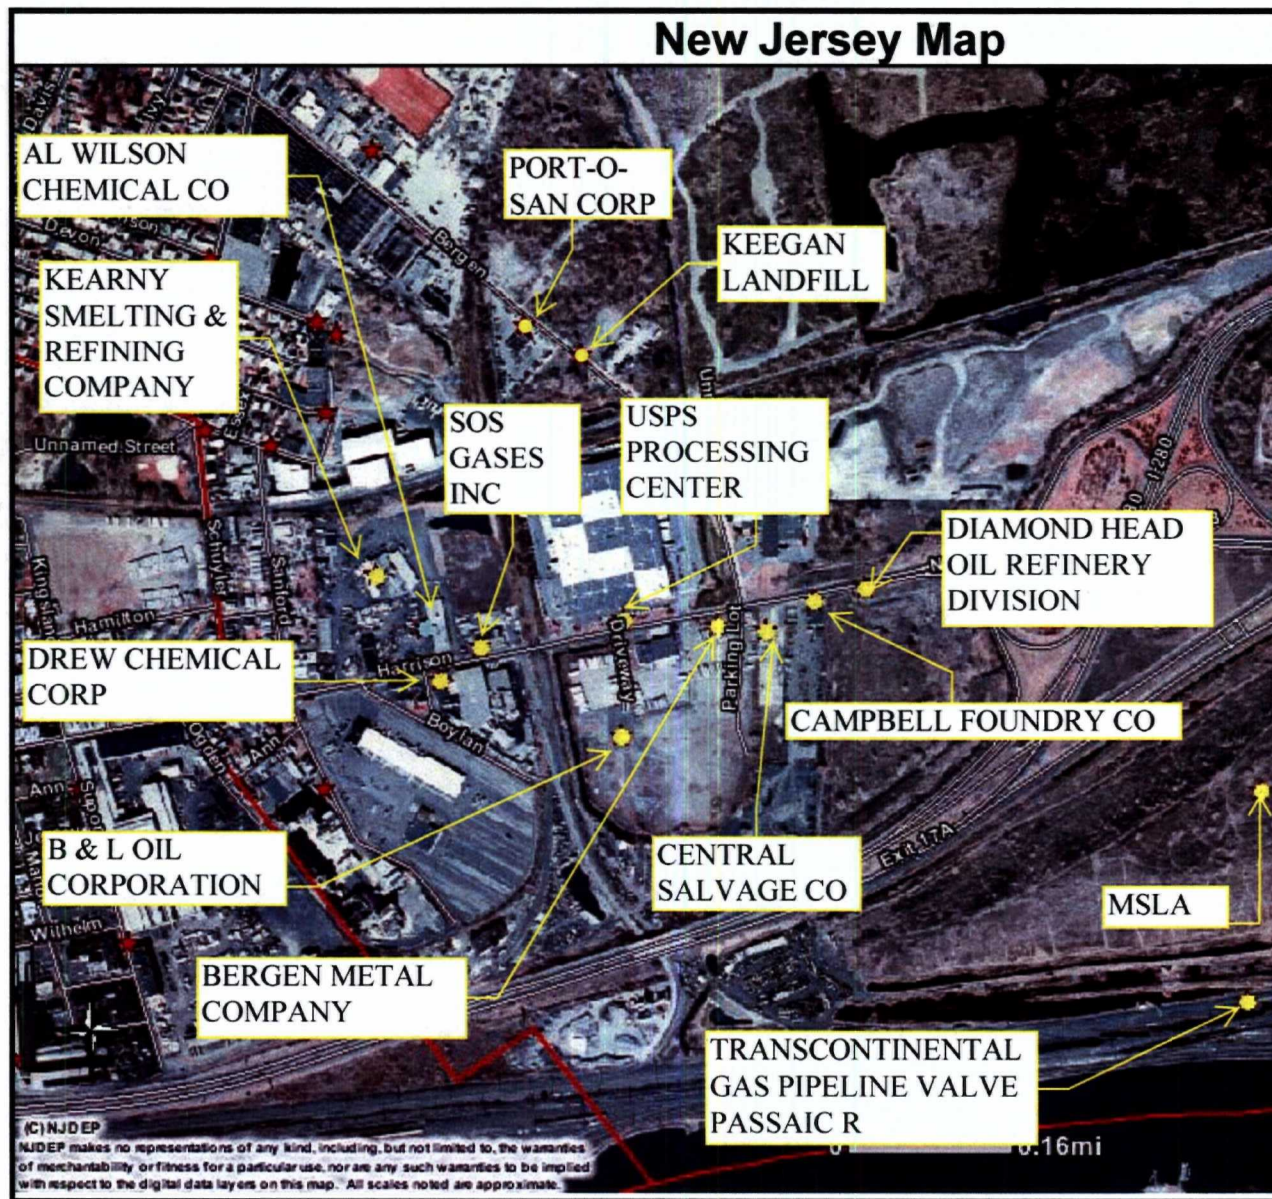 New Jersey Map
Davis
Ivy
AL WILSON
CHEMICAL CO
PORT-O-
SAN CORP
Devon
Bergen
KEEGAN
LANDFILL
KEARNY
SMELTING &
REFINING
COMPANY
SOS
GASES
INC
USPS
PROCESSING
CENTER
Unnamed Street
I-280
DIAMOND HEAD
OIL REFINERY
DIVISION
Hamilton
Harrison
DREW CHEMICAL
CORP
Driveway
Parking Lot
CAMPBELL FOUNDRY CO
Boylan
Ogden
Ann
Ann
B & L OIL
CORPORATION
CENTRAL
SALVAGE CO
Exit 17A
MSLA
Wilhelm
BERGEN METAL
COMPANY
TRANSCONTINENTAL
GAS PIPELINE VALVE
PASSAIC R
0 0.16mi
(C) NJDEP
NJDEP makes no representations of any kind, including, but not limited to, the warranties
of merchantability or fitness for a particular use, nor are any such warranties to be implied
with respect to the digital data layers on this map. All scales noted are approximate.